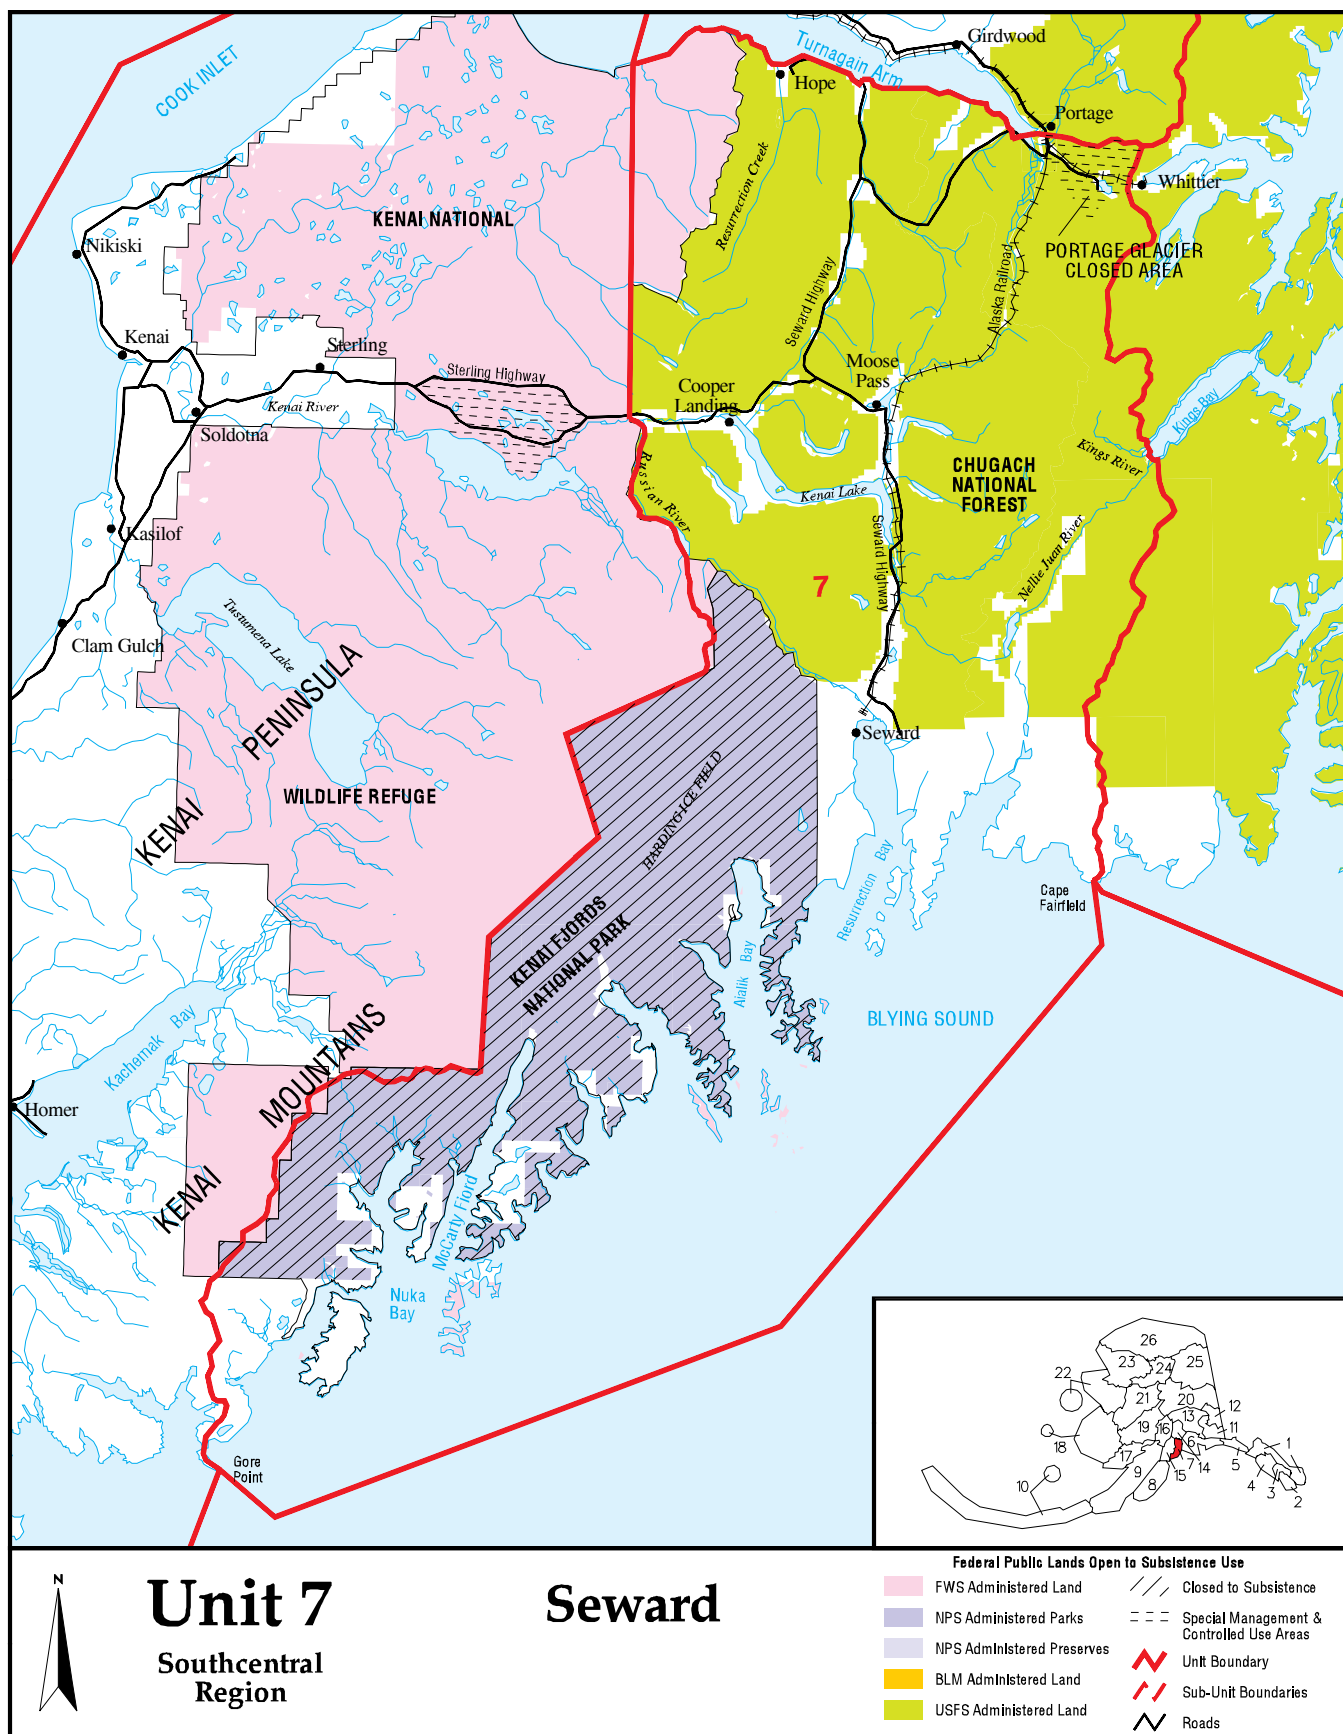 COOK INLET
Turnagain Arm
Girdwood
Hope
Portage
Resurrection Creek
Whittier
KENAI NATIONAL
Nikiski
PORTAGE GLACIER
CLOSED AREA
Alaska Railroad
Seward Highway
Kenai
Sterling
Sterling Highway
Moose
Pass
Cooper
Landing
Kenai River
Soldotna
Kings Bay
Kings River
Russian River
CHUGACH
NATIONAL
FOREST
Kenai Lake
Seward Highway
Kasilof
Nellie Juan River
7
Tustumena Lake
Clam Gulch
KENAI PENINSULA
Seward
WILDLIFE REFUGE
HARDING ICE FIELD
Resurrection Bay
Cape
Fairfield
KENAI FJORDS
NATIONAL PARK
Aialik Bay
BLYING SOUND
Kachemak Bay
Homer
KENAI MOUNTAINS
McCarty Fiord
Nuka
Bay
Gore
Point
26
23
24
25
22
21
20
12
13
11
19
16
18
17
6
7
14
15
9
8
10
5
4
3
2
1
N
Unit 7
Southcentral
Region
Seward
Federal Public Lands Open to Subsistence Use
FWS Administered Land
NPS Administered Parks
NPS Administered Preserves
BLM Administered Land
USFS Administered Land
Closed to Subsistence
Special Management &
Controlled Use Areas
Unit Boundary
Sub-Unit Boundaries
Roads